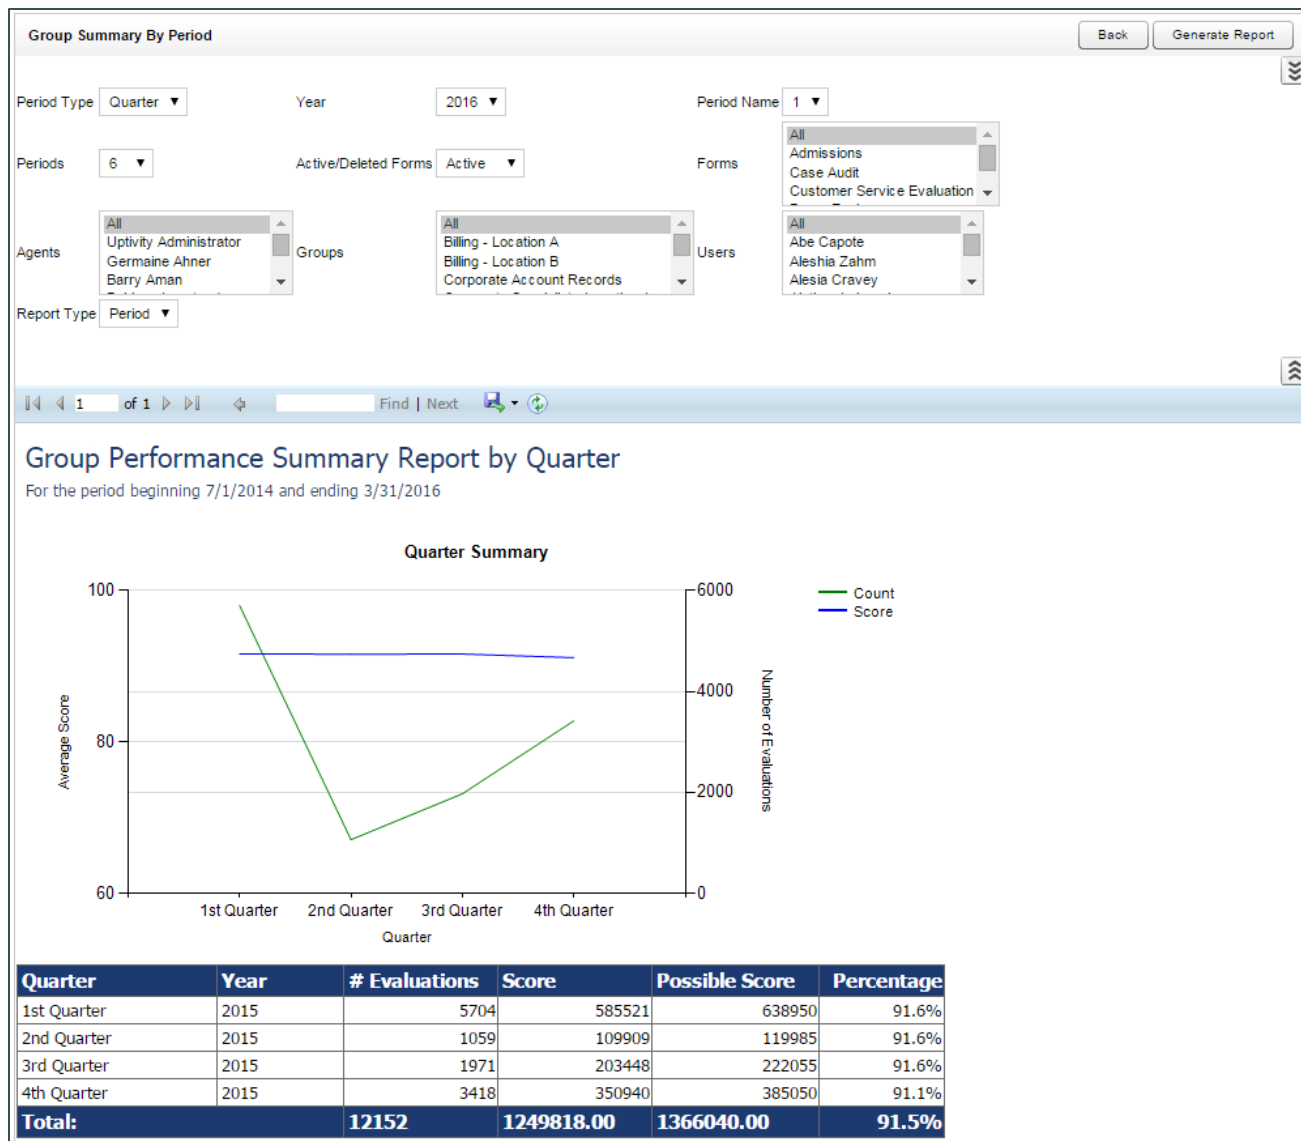 Group Summary By Period Back Generate Report
Period Type Quarter Year 2016 Period Name 1
Periods 6 Active/Deleted Forms Active Forms
All
Admissions
Case Audit
Customer Service Evaluation
Agents
All
Uptivity Administrator
Germaine Ahner
Barry Aman
Groups
All
Billing - Location A
Billing - Location B
Corporate Account Records
Users
All
Abe Capote
Aleshia Zahm
Alesia Cravey
Report Type Period
1 of 1 Find | Next
Group Performance Summary Report by Quarter
For the period beginning 7/1/2014 and ending 3/31/2016
Quarter Summary
100
80
60
Average Score
6000
4000
2000
0
Number of Evaluations
Count
Score
1st Quarter 2nd Quarter 3rd Quarter 4th Quarter
Quarter
Quarter Year # Evaluations Score Possible Score Percentage
1st Quarter 2015 5704 585521 638950 91.6%
2nd Quarter 2015 1059 109909 119985 91.6%
3rd Quarter 2015 1971 203448 222055 91.6%
4th Quarter 2015 3418 350940 385050 91.1%
Total: 12152 1249818.00 1366040.00 91.5%